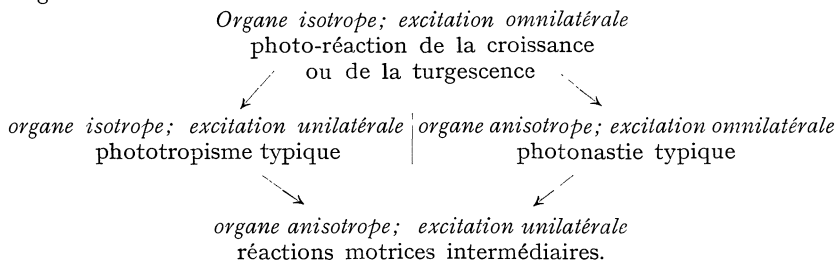 Organe isotrope; excitation omnilatérale
photo-réaction de la croissance
ou de la turgescence
organe isotrope; excitation unilatérale organe anisotrope; excitation omnilatérale
phototropisme typique photonastie typique
organe anisotrope; excitation unilatérale
réactions motrices intermédiaires.